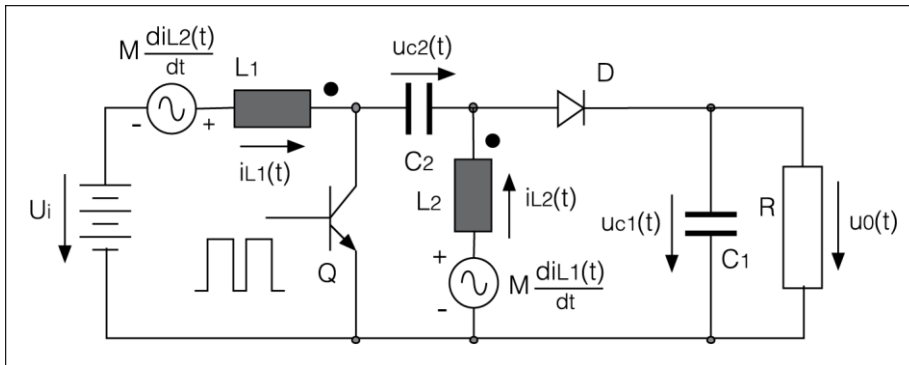 M diL2(t)/dt
L1
uc2(t)
D
- +
iL1(t)
C2
Ui
Q
L2
iL2(t)
+
M diL1(t)/dt
-
uc1(t)
C1
R
u0(t)